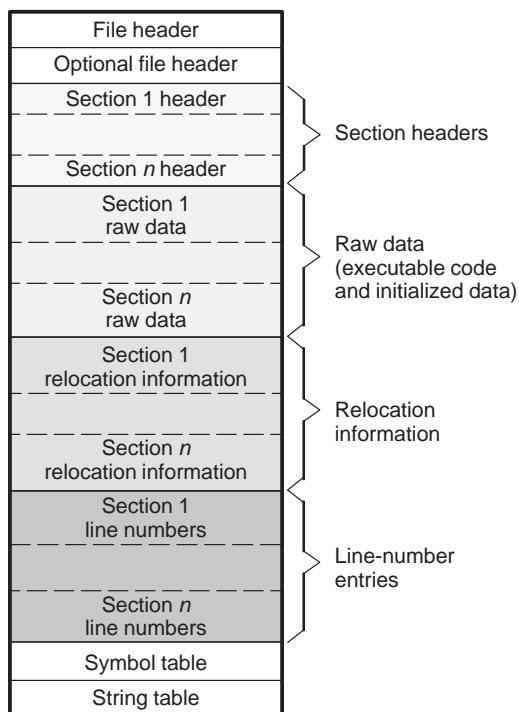 File header
Optional file header
Section 1 header
Section n header
Section headers
Section 1
raw data
Section n
raw data
Raw data
(executable code
and initialized data)
Section 1
relocation information
Section n
relocation information
Relocation
information
Section 1
line numbers
Section n
line numbers
Line-number
entries
Symbol table
String table